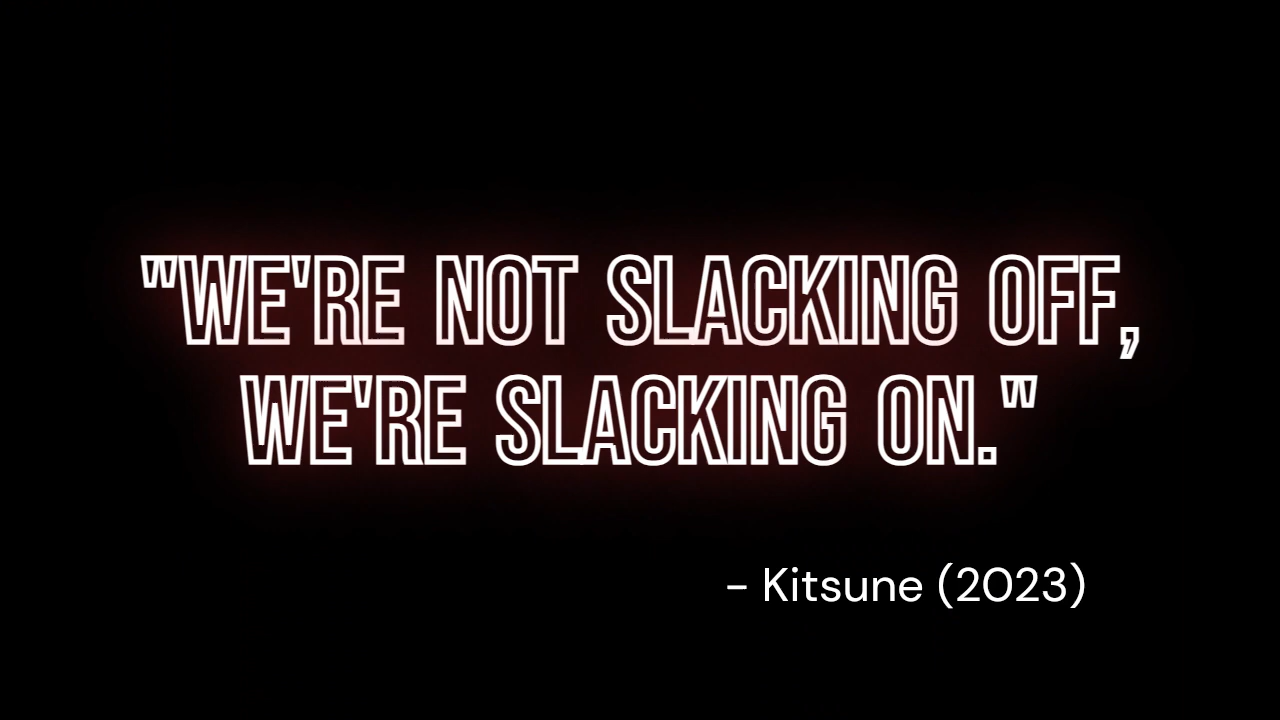 "WE'RE NOT SLACKING OFF,
WE'RE SLACKING ON."
– Kitsune (2023)